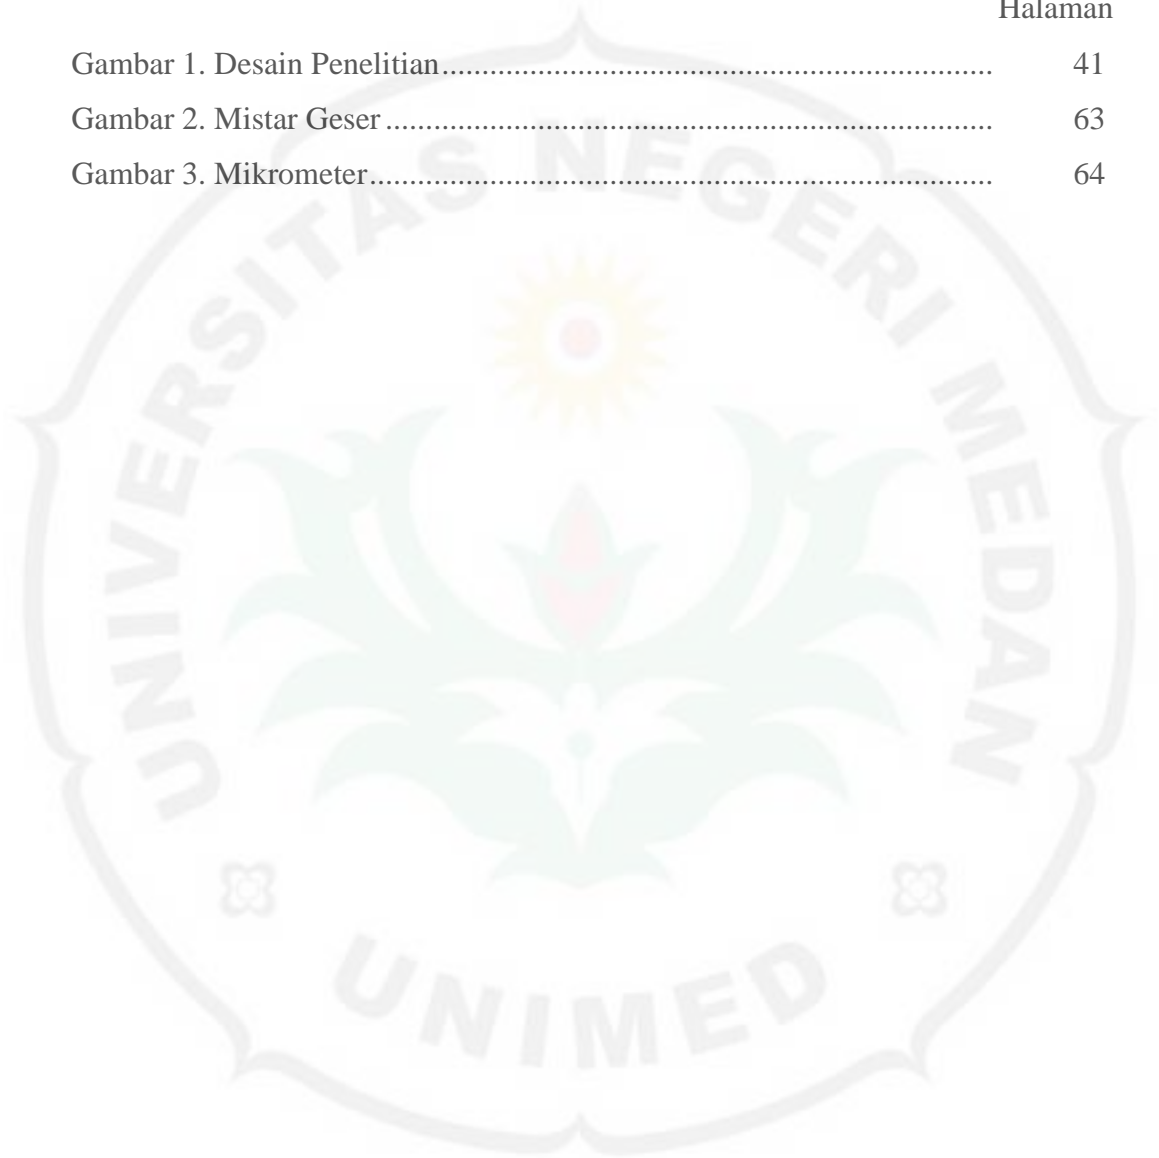 Halaman
Gambar 1. Desain Penelitian..................................................................... 41
Gambar 2. Mistar Geser............................................................................ 63
Gambar 3. Mikrometer.............................................................................. 64
UNIVERSITAS NEGERI MEDAN
UNIMED